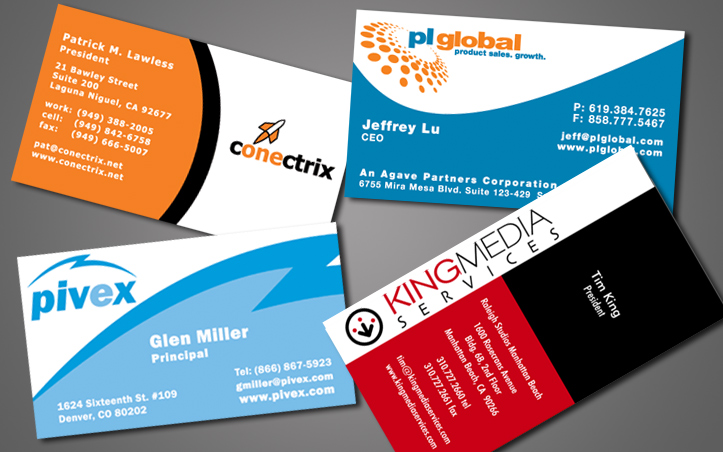 Patrick M. Lawless
President
21 Bawley Street
Suite 200
Laguna Niguel, CA 92677
work: (949) 388-2005
cell: (949) 842-6758
fax: (949) 666-5007
pat@conectrix.net
www.conectrix.net
conectrix
pl global
product sales. growth.
Jeffrey Lu
CEO
P: 619.384.7625
F: 858.777.5467
jeff@plglobal.com
www.plglobal.com
An Agave Partners Corporation
6755 Mira Mesa Blvd. Suite 123-429
pivex
Glen Miller
Principal
Tel: (866) 867-5923
gmiller@pivex.com
www.pivex.com
1624 Sixteenth St. #109
Denver, CO 80202
KINGMEDIA
SERVICES
Tim King
President
Raleigh Studios Manhattan Beach
1600 Rosecrans Avenue
Bldg. 6B, 2nd Floor
Manhattan Beach, CA 90266
310.727.2660 tel
310.727.2661 fax
tim@kingmediaservices.com
www.kingmediaservices.com